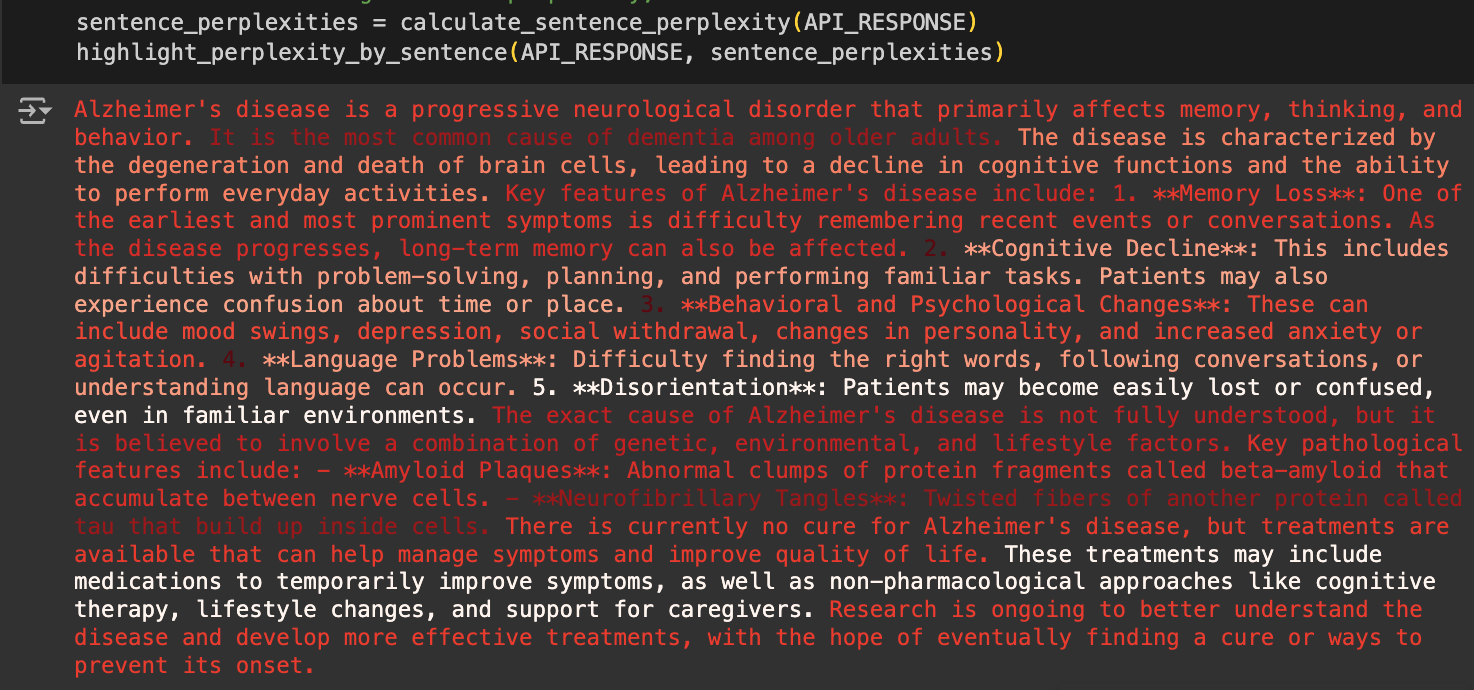 sentence_perplexities = calculate_sentence_perplexity(API_RESPONSE)
highlight_perplexity_by_sentence(API_RESPONSE, sentence_perplexities)
Alzheimer's disease is a progressive neurological disorder that primarily affects memory, thinking, and
behavior. It is the most common cause of dementia among older adults. The disease is characterized by
the degeneration and death of brain cells, leading to a decline in cognitive functions and the ability
to perform everyday activities. Key features of Alzheimer's disease include: 1. **Memory Loss**: One of
the earliest and most prominent symptoms is difficulty remembering recent events or conversations. As
the disease progresses, long-term memory can also be affected. 2. **Cognitive Decline**: This includes
difficulties with problem-solving, planning, and performing familiar tasks. Patients may also
experience confusion about time or place. 3. **Behavioral and Psychological Changes**: These can
include mood swings, depression, social withdrawal, changes in personality, and increased anxiety or
agitation. 4. **Language Problems**: Difficulty finding the right words, following conversations, or
understanding language can occur. 5. **Disorientation**: Patients may become easily lost or confused,
even in familiar environments. The exact cause of Alzheimer's disease is not fully understood, but it
is believed to involve a combination of genetic, environmental, and lifestyle factors. Key pathological
features include: - **Amyloid Plaques**: Abnormal clumps of protein fragments called beta-amyloid that
accumulate between nerve cells. - **Neurofibrillary Tangles**: Twisted fibers of another protein called
tau that build up inside cells. There is currently no cure for Alzheimer's disease, but treatments are
available that can help manage symptoms and improve quality of life. These treatments may include
medications to temporarily improve symptoms, as well as non-pharmacological approaches like cognitive
therapy, lifestyle changes, and support for caregivers. Research is ongoing to better understand the
disease and develop more effective treatments, with the hope of eventually finding a cure or ways to
prevent its onset.